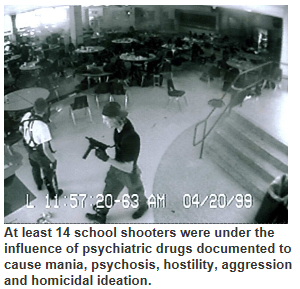 L 11:57:20-63 AM 04/20/99
At least 14 school shooters were under the
influence of psychiatric drugs documented to
cause mania, psychosis, hostility, aggression
and homicidal ideation.